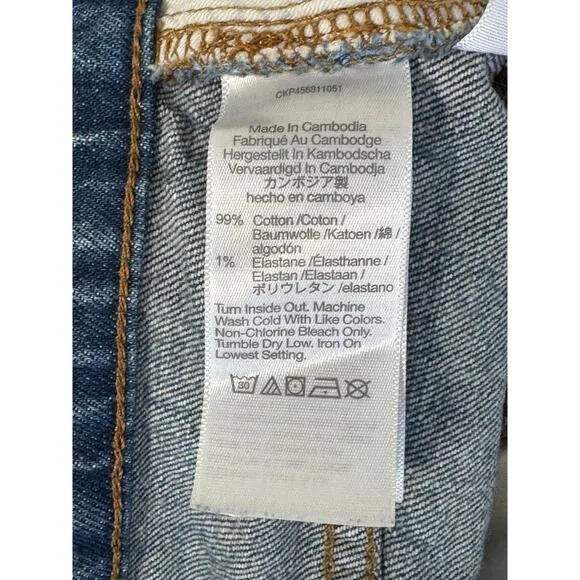 CKP456811051
Made In Cambodia
Fabriqué Au Cambodge
Hergestellt In Kambodscha
Vervaardigd In Cambodja
カンボジア製
hecho en camboya
99% Cotton /Coton /
Baumwolle /Katoen /綿 /
algodón
1% Elastane /Élasthanne /
Elastan /Elastaan /
ポリウレタン /elastano
Turn Inside Out. Machine
Wash Cold With Like Colors.
Non-Chlorine Bleach Only.
Tumble Dry Low. Iron On
Lowest Setting.
30